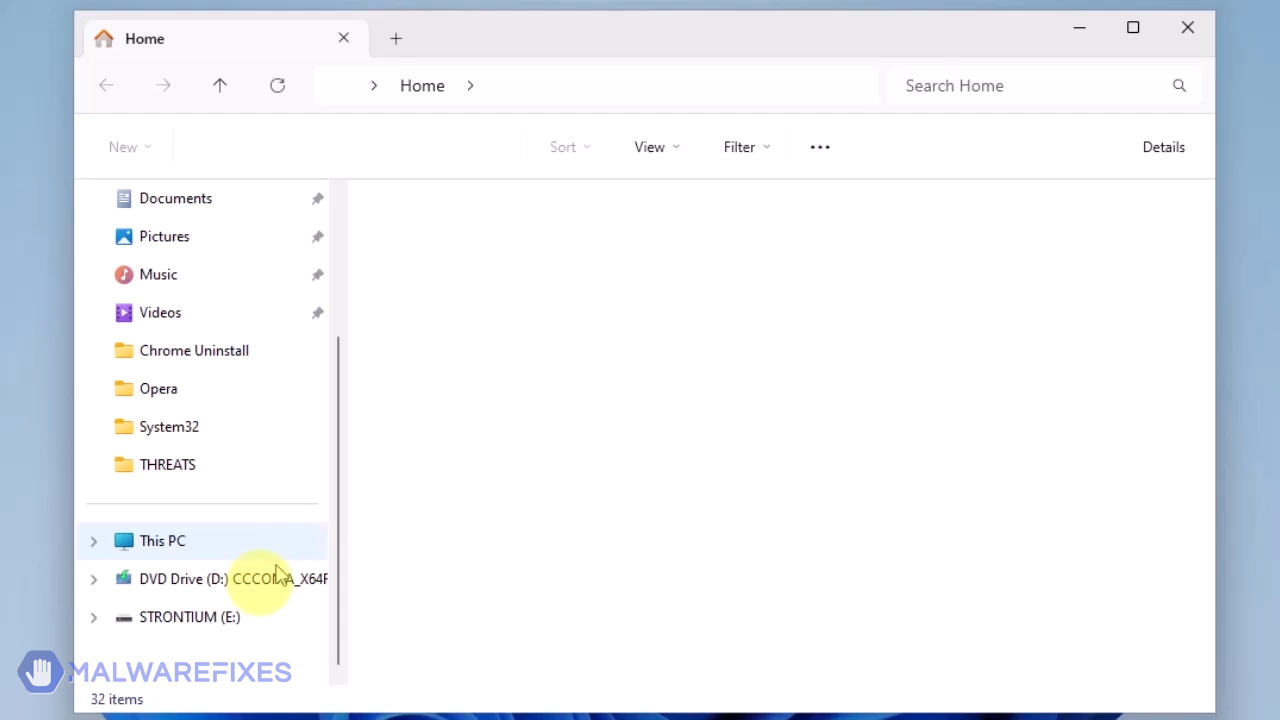 Home
Home
Search Home
New
Sort
View
Filter
Details
Documents
Pictures
Music
Videos
Chrome Uninstall
Opera
System32
THREATS
This PC
DVD Drive (D:)
STRONTIUM (E:)
MALWAREFIXES
32 items